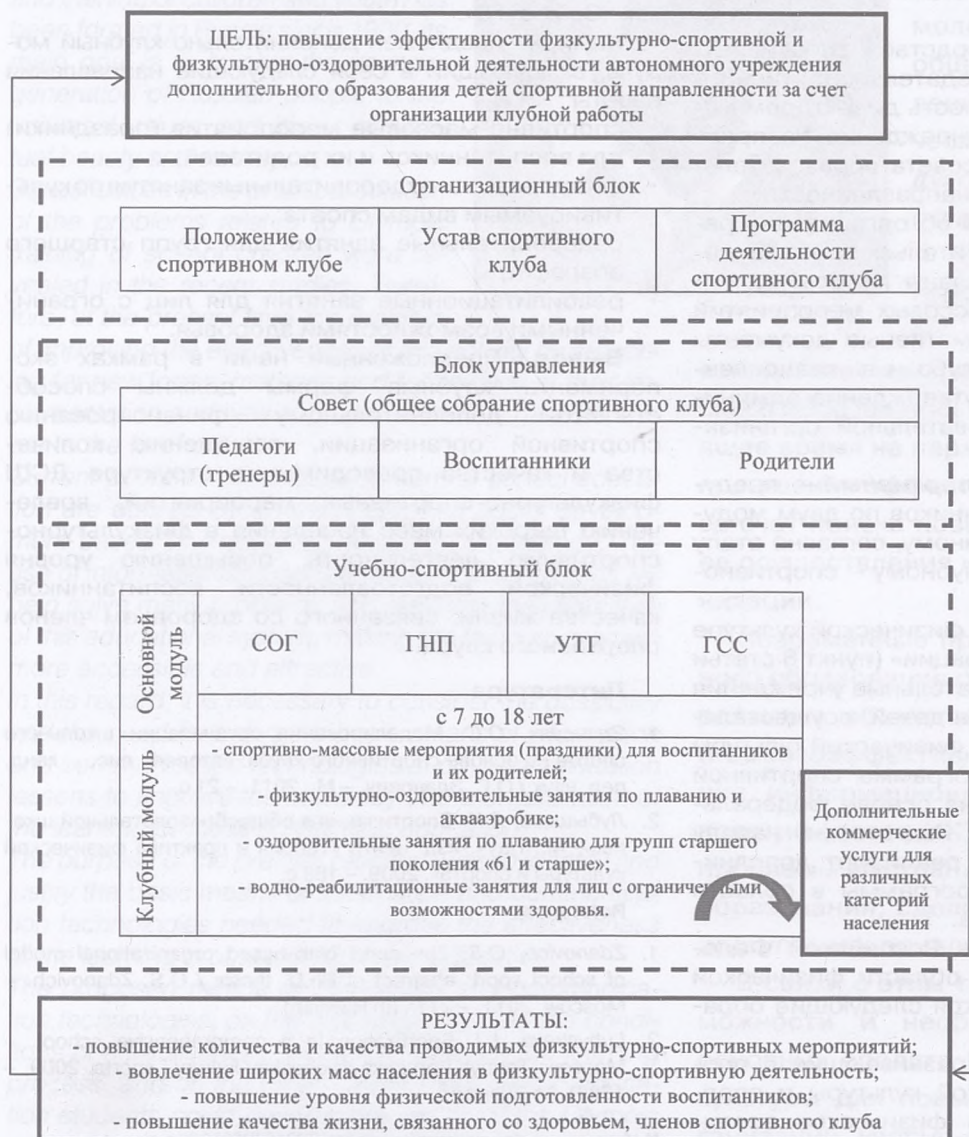 ЦЕЛЬ: повышение эффективности физкультурно-спортивной и
физкультурно-оздоровительной деятельности автономного учреждения
дополнительного образования детей спортивной направленности за счет
организации клубной работы
Организационный блок
Положение о
спортивном клубе
Устав спортивного
клуба
Программа
деятельности
спортивного клуба
Блок управления
Совет (общее собрание спортивного клуба)
Педагоги
(тренеры)
Воспитанники
Родители
Учебно-спортивный блок
Основной
модуль
СОГ
ГНП
УТГ
ГСС
с 7 до 18 лет
Клубный модуль
- спортивно-массовые мероприятия (праздники) для воспитанников
и их родителей;
- физкультурно-оздоровительные занятия по плаванию и
аквааэробике;
- оздоровительные занятия по плаванию для групп старшего
поколения «61 и старше»;
- водно-реабилитационные занятия для лиц с ограниченными
возможностями здоровья.
Дополнительные
коммерческие
услуги для
разных
категорий
населения
РЕЗУЛЬТАТЫ:
- повышение количества и качества проводимых физкультурно-спортивных мероприятий;
- вовлечение широких масс населения в физкультурно-спортивную деятельность;
- повышение уровня физической подготовленности воспитанников;
- повышение качества жизни, связанного со здоровьем, членов спортивного клуба